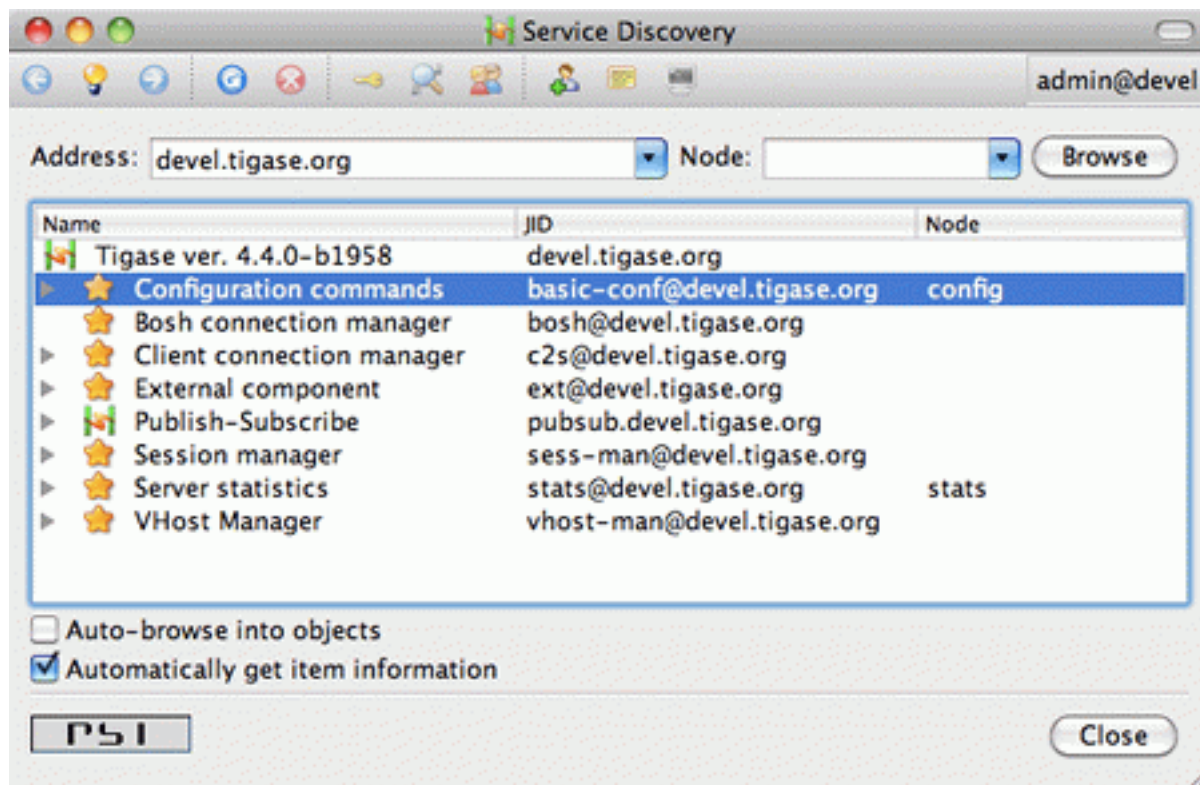 Service Discovery
admin@devel
Address: devel.tigase.org Node: Browse
Name JID Node
Tigase ver. 4.4.0-b1958 devel.tigase.org
Configuration commands basic-conf@devel.tigase.org config
Bosh connection manager bosh@devel.tigase.org
Client connection manager c2s@devel.tigase.org
External component ext@devel.tigase.org
Publish-Subscribe pubsub.devel.tigase.org
Session manager sess-man@devel.tigase.org
Server statistics stats@devel.tigase.org stats
VHost Manager vhost-man@devel.tigase.org
Auto-browse into objects
Automatically get item information
PSI Close